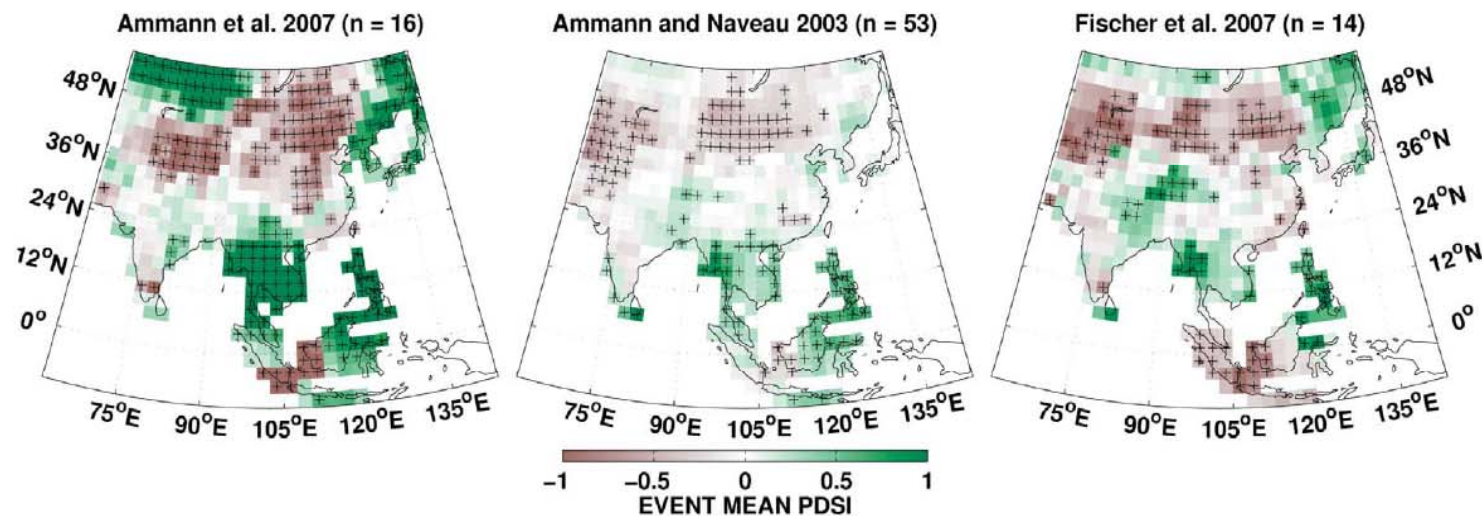 Ammann et al. 2007 (n = 16)
Ammann and Naveau 2003 (n = 53)
Fischer et al. 2007 (n = 14)
48°N
36°N
24°N
12°N
0°
75°E
90°E
105°E
120°E
135°E
75°E
90°E
105°E
120°E
135°E
48°N
36°N
24°N
12°N
0°
75°E
90°E
105°E
120°E
135°E
−1 −0.5 0 0.5 1
EVENT MEAN PDSI